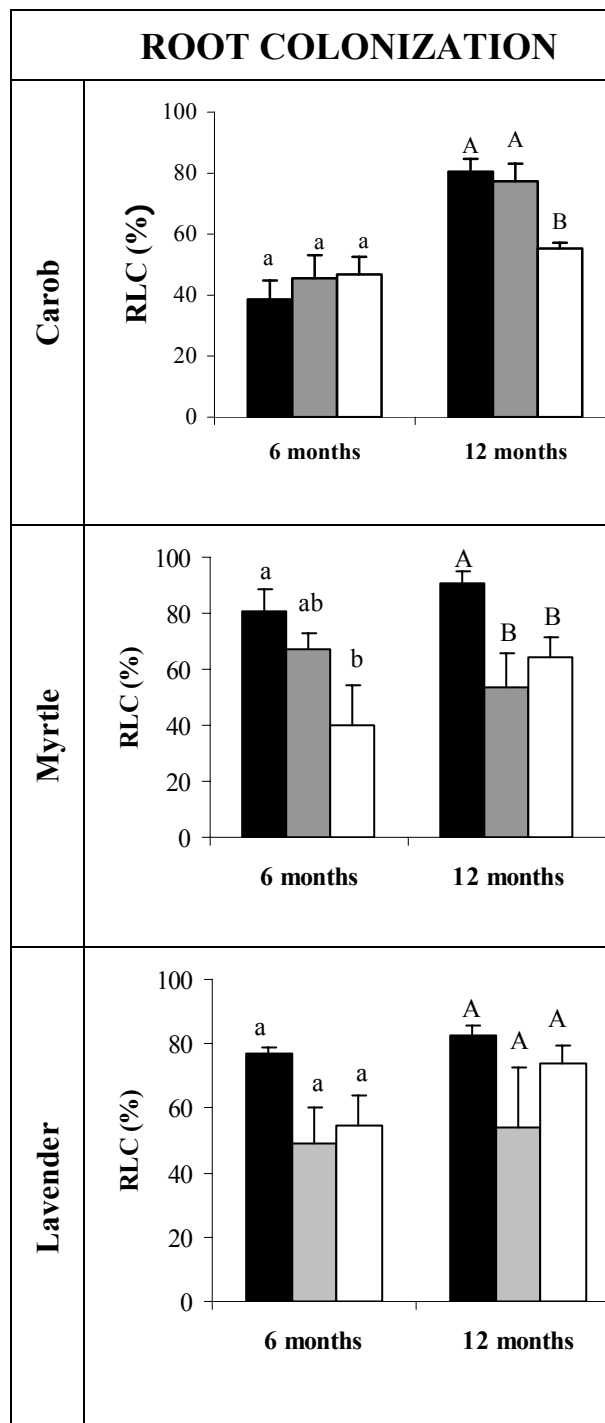 ROOT COLONIZATION
Carob
RLC (%)
100
80
60
40
20
0
a
a
a
A
A
B
6 months
12 months
Myrtle
RLC (%)
100
80
60
40
20
0
a
ab
b
A
B
B
6 months
12 months
Lavender
RLC (%)
100
80
60
40
20
0
a
a
a
A
A
A
6 months
12 months